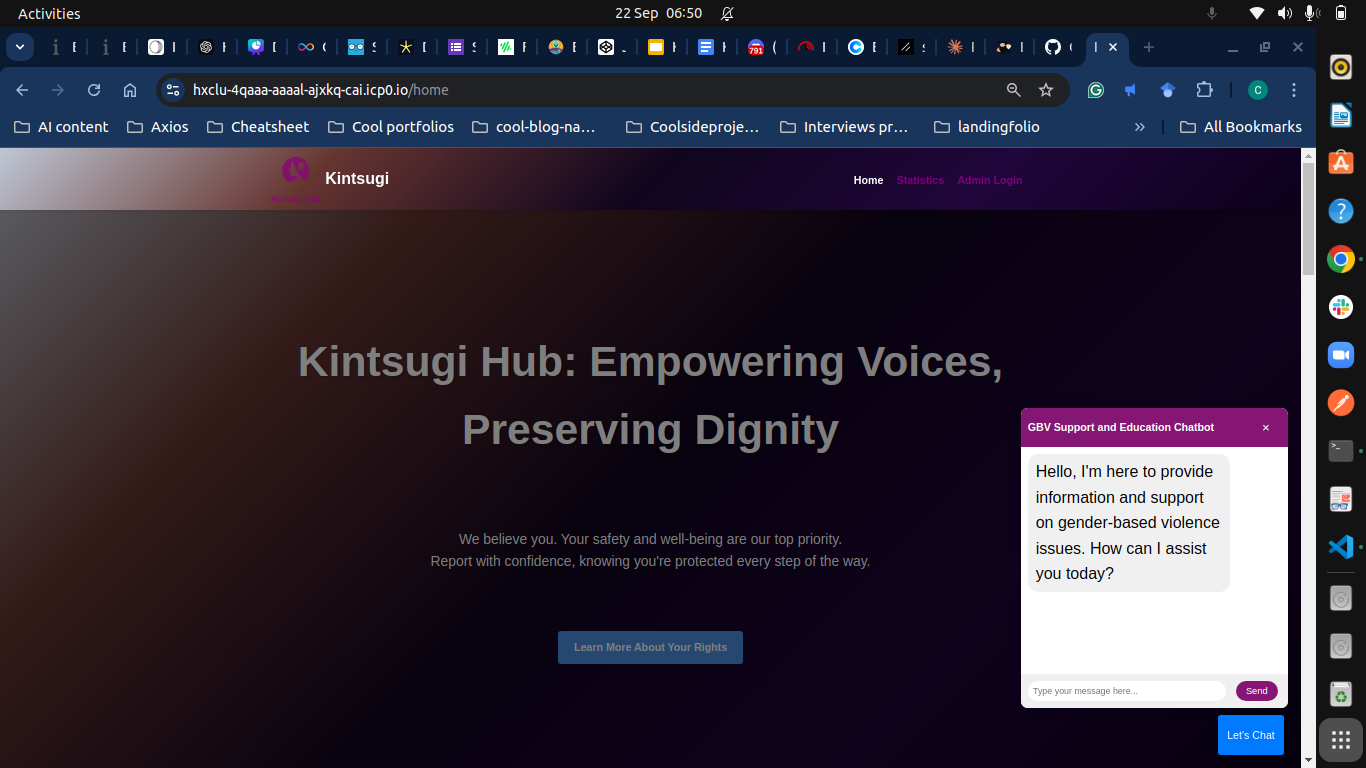 Activities
22 Sep 06:50
hxclu-4qaaa-aaaal-ajxkq-cai.icp0.io/home
AI content
Axios
Cheatsheet
Cool portfolios
cool-blog-na...
Coolsideproje...
Interviews pr...
landingfolio
All Bookmarks
Kintsugi
Home
Statistics
Admin Login
Kintsugi Hub: Empowering Voices,
Preserving Dignity
We believe you. Your safety and well-being are our top priority.
Report with confidence, knowing you're protected every step of the way.
Learn More About Your Rights
GBV Support and Education Chatbot
Hello, I'm here to provide
information and support
on gender-based violence
issues. How can I assist
you today?
Type your message here...
Send
Let's Chat